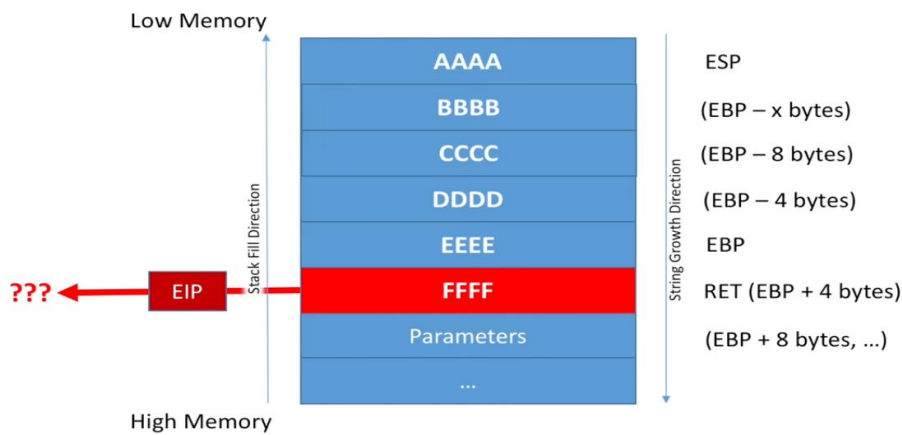 Low Memory
AAAA
ESP
BBBB
(EBP – x bytes)
CCCC
(EBP – 8 bytes)
DDDD
(EBP – 4 bytes)
EEEE
EBP
Stack Fill Direction
String Growth Direction
???
EIP
FFFF
RET (EBP + 4 bytes)
Parameters
(EBP + 8 bytes, ...)
...
High Memory